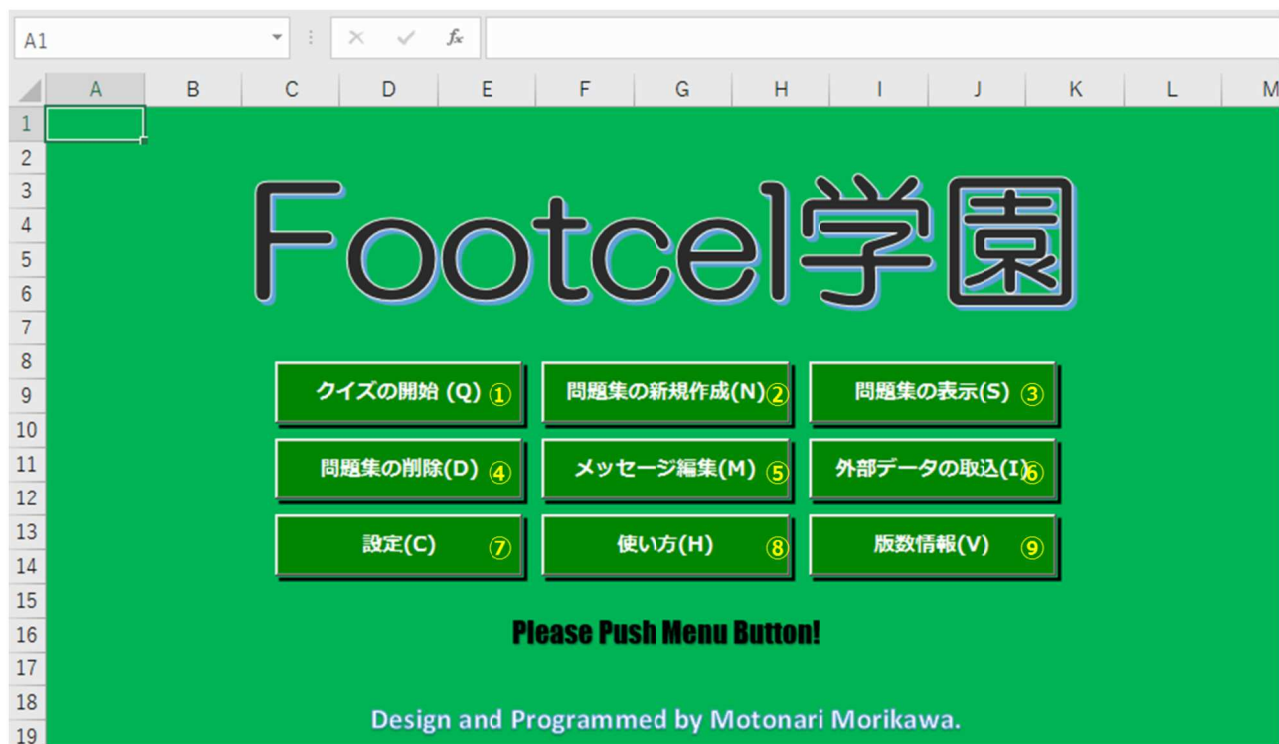 A1
fx
A B C D E F G H I J K L M
1
2
3
4
5
6
7
8
9
10
11
12
13
14
15
16
17
18
19
Footcel学園
クイズの開始 (Q) ① 問題集の新規作成(N)② 問題集の表示(S) ③
問題集の削除(D) ④ メッセージ編集(M) ⑤ 外部データの取込(I)⑥
設定(C) ⑦ 使い方(H) ⑧ 版数情報(V) ⑨
Please Push Menu Button!
Design and Programmed by Motonari Morikawa.